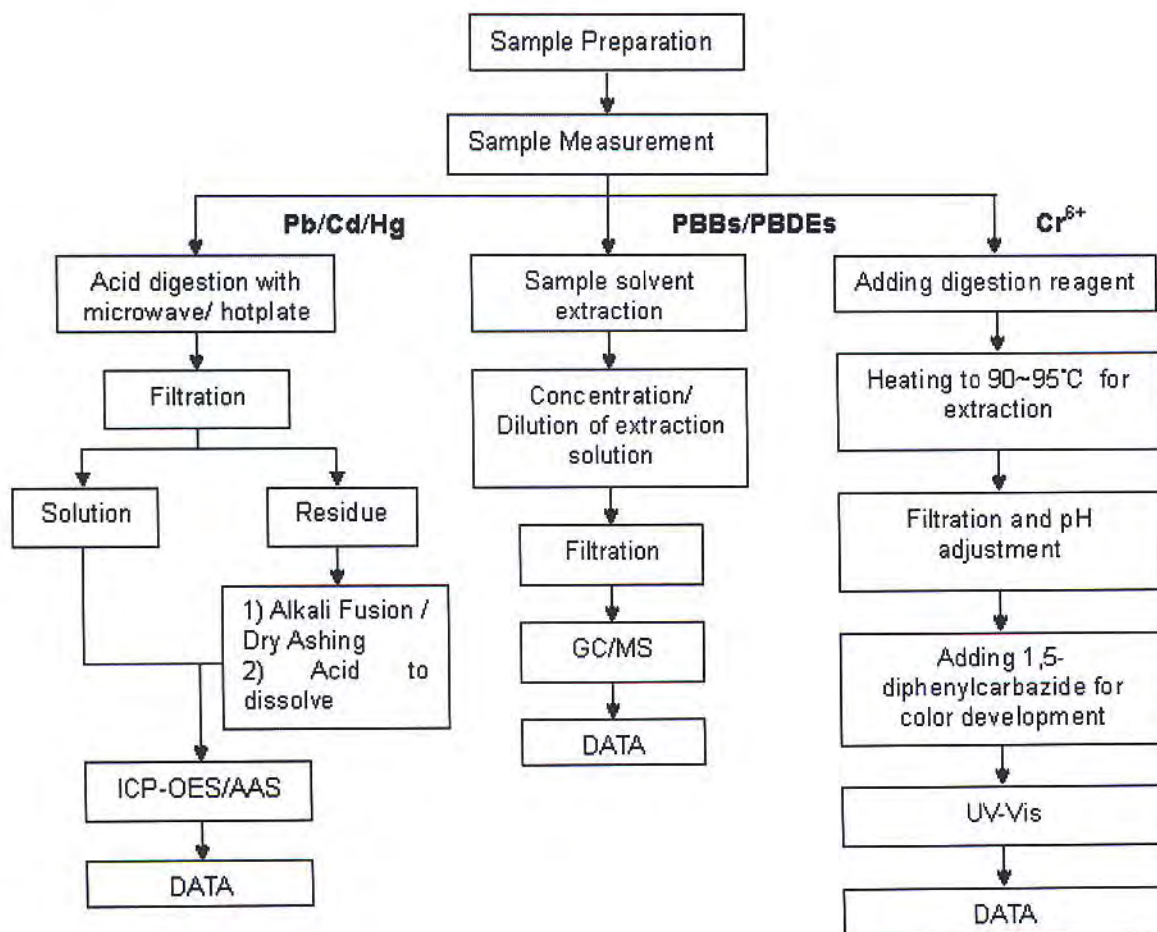 Sample Preparation
Sample Measurement
Pb/Cd/Hg
PBBs/PBDEs
Cr⁶⁺
Acid digestion with
microwave/ hotplate
Filtration
Solution
Residue
1) Alkali Fusion /
Dry Ashing
2) Acid to
dissolve
ICP-OES/AAS
DATA
Sample solvent
extraction
Concentration/
Dilution of extraction
solution
Filtration
GC/MS
DATA
Adding digestion reagent
Heating to 90~95°C for
extraction
Filtration and pH
adjustment
Adding 1,5-
diphenylcarbazide for
color development
UV-Vis
DATA